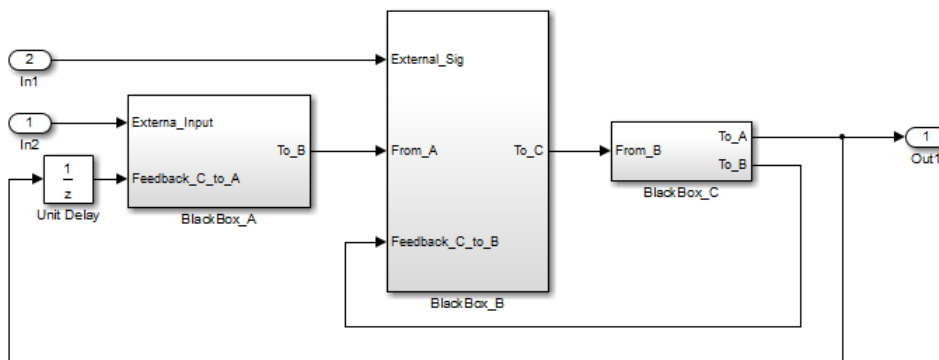 2
In1
External_Sig
1
In2
Externa_Input
To_B
Feedback_C_to_A
BlackBox_A
1
z
Unit Delay
From_A
To_C
Feedback_C_to_B
BlackBox_B
From_B
To_A
To_B
BlackBox_C
1
Out1